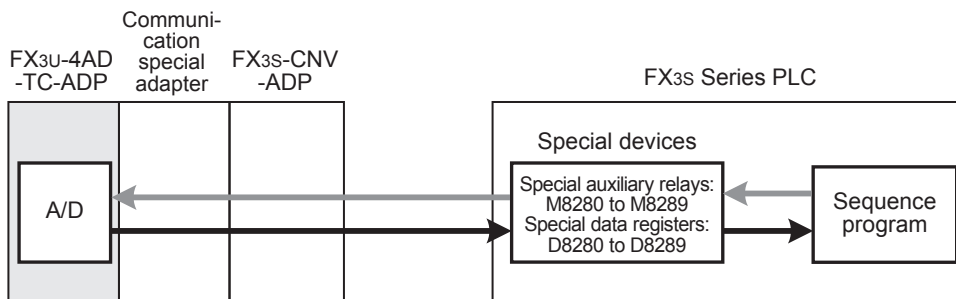 Communi-
cation
special
adapter
FX3U-4AD
-TC-ADP
FX3S-CNV
-ADP
FX3S Series PLC
Special devices
A/D
Special auxiliary relays:
M8280 to M8289
Special data registers:
D8280 to D8289
Sequence
program